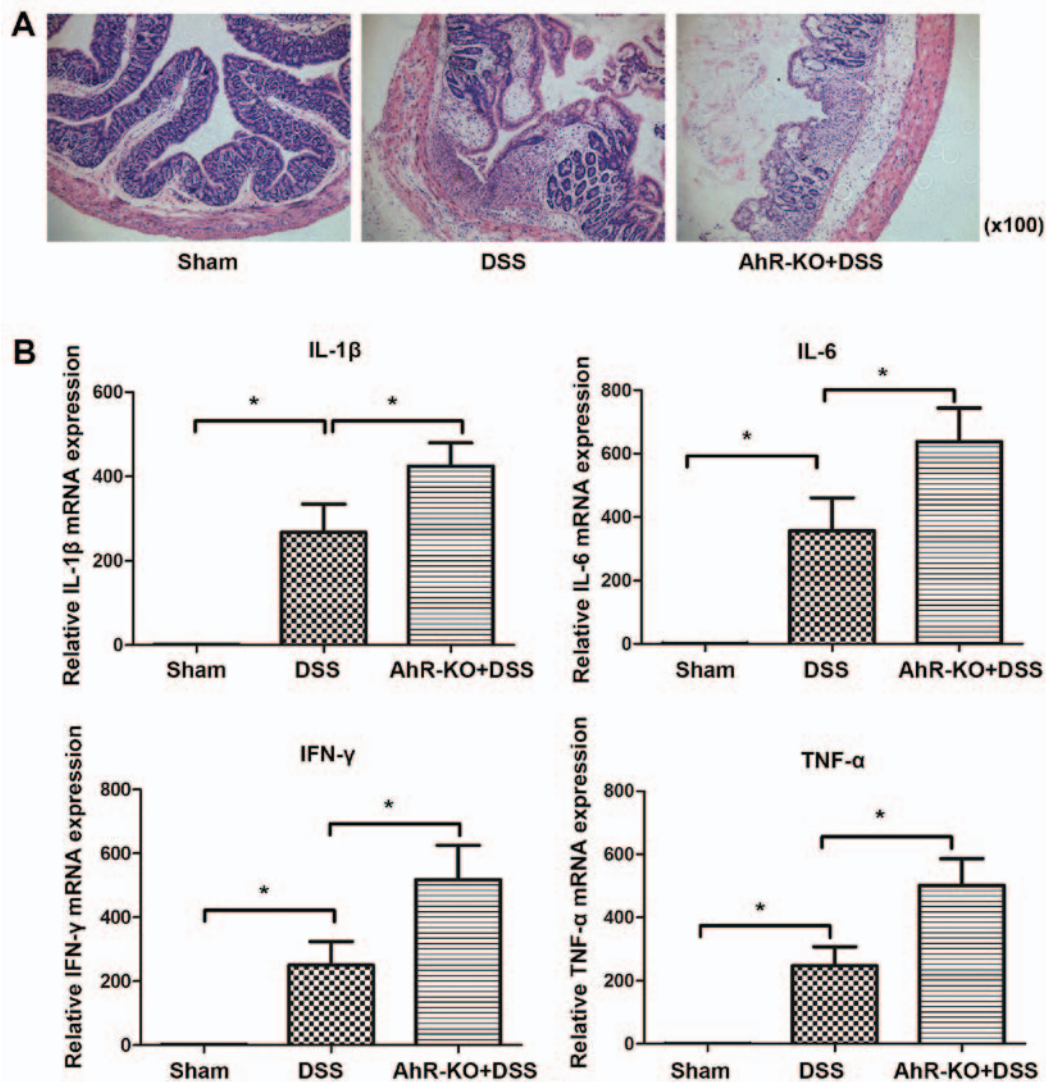 A
(x100)
Sham DSS AhR-KO+DSS
B
IL-1β
Relative IL-1β mRNA expression
600
400
200
0
*
*
Sham DSS AhR-KO+DSS
IL-6
Relative IL-6 mRNA expression
800
600
400
200
0
*
*
Sham DSS AhR-KO+DSS
IFN-γ
Relative IFN-γ mRNA expression
800
600
400
200
0
*
*
Sham DSS AhR-KO+DSS
TNF-α
Relative TNF-α mRNA expression
800
600
400
200
0
*
*
Sham DSS AhR-KO+DSS